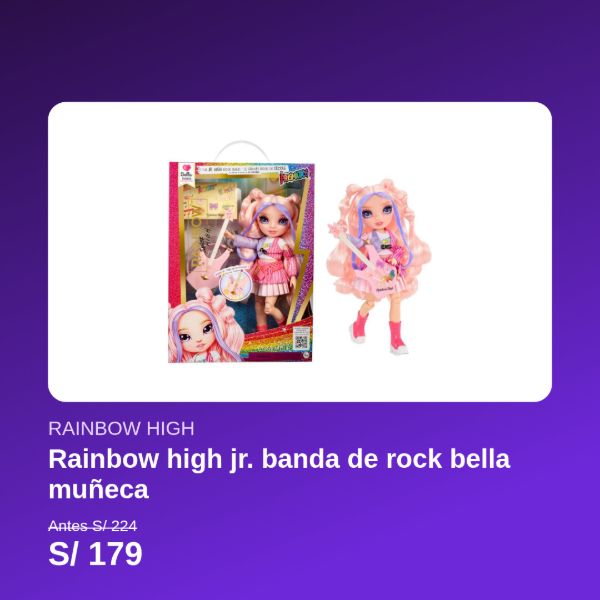 RAINBOW HIGH
Rainbow high jr. banda de rock bella
muñeca
Antes S/ 224
S/ 179